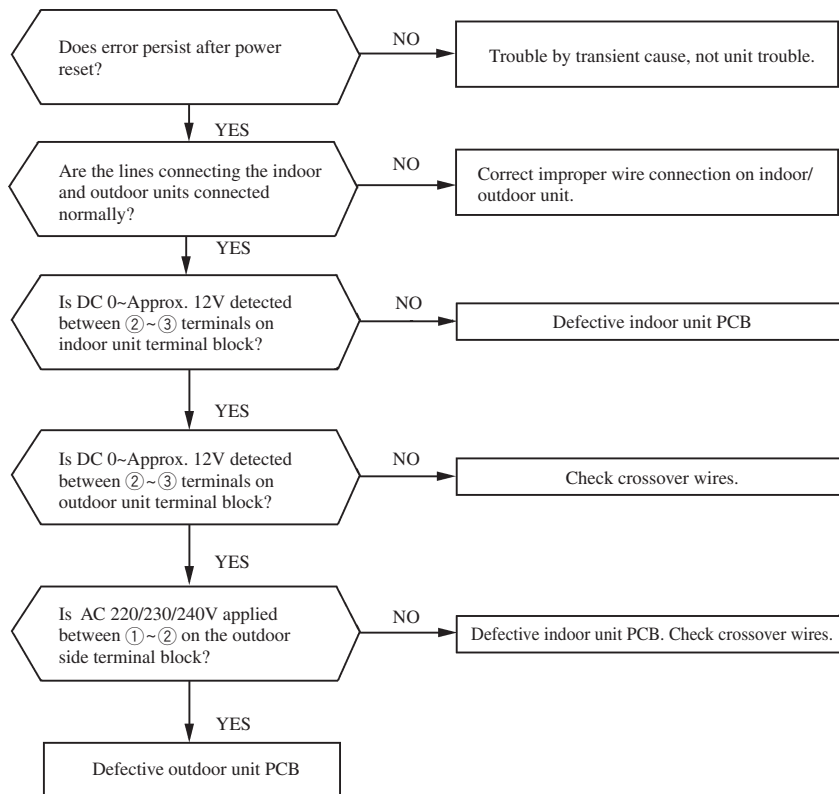 Does error persist after power
reset?
NO
Trouble by transient cause, not unit trouble.
YES
Are the lines connecting the indoor
and outdoor units connected
normally?
NO
Correct improper wire connection on indoor/
outdoor unit.
YES
Is DC 0~Approx. 12V detected
between ②~③ terminals on
indoor unit terminal block?
NO
Defective indoor unit PCB
YES
Is DC 0~Approx. 12V detected
between ②~③ terminals on
outdoor unit terminal block?
NO
Check crossover wires.
YES
Is AC 220/230/240V applied
between ①~② on the outdoor
side terminal block?
NO
Defective indoor unit PCB. Check crossover wires.
YES
Defective outdoor unit PCB